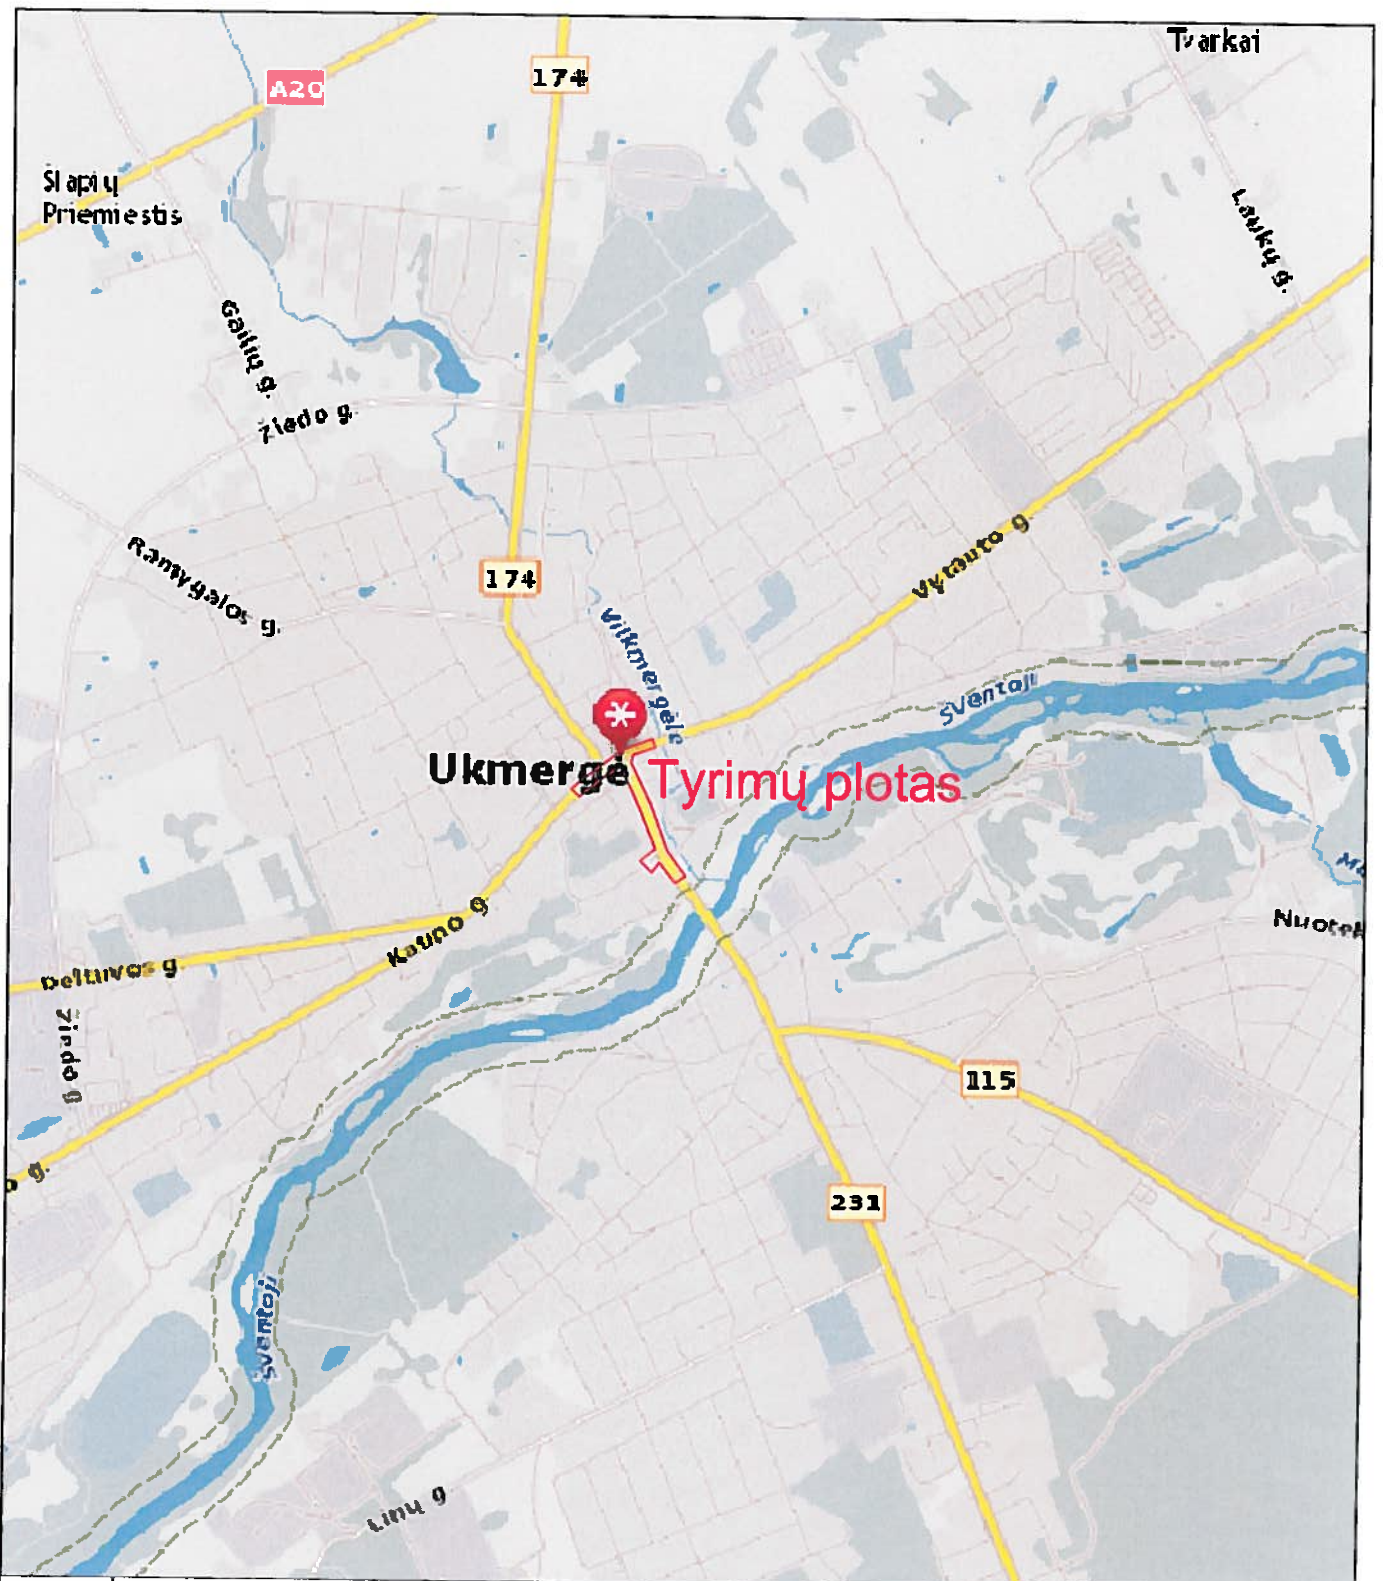 Tvarkai
A20
174
Šlapių
Priemiestis
Laukų g.
Gailių g.
Žiedo g.
Vytauto g.
Ramygalos g.
174
Vilkmergėlė
Šventoji
Ukmergė
Tyrimų plotas
Kauno g.
Deltuvos g.
Žiedo g.
115
o g.
231
Šventoji
Linų g.